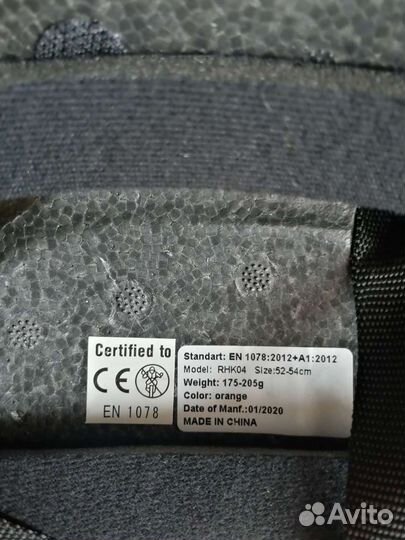 Certified to
CE
EN 1078
Standart: EN 1078:2012+A1:2012
Model: RHK04 Size:52-54cm
Weight: 175-205g
Color: orange
Date of Manf.:01/2020
MADE IN CHINA
Avito